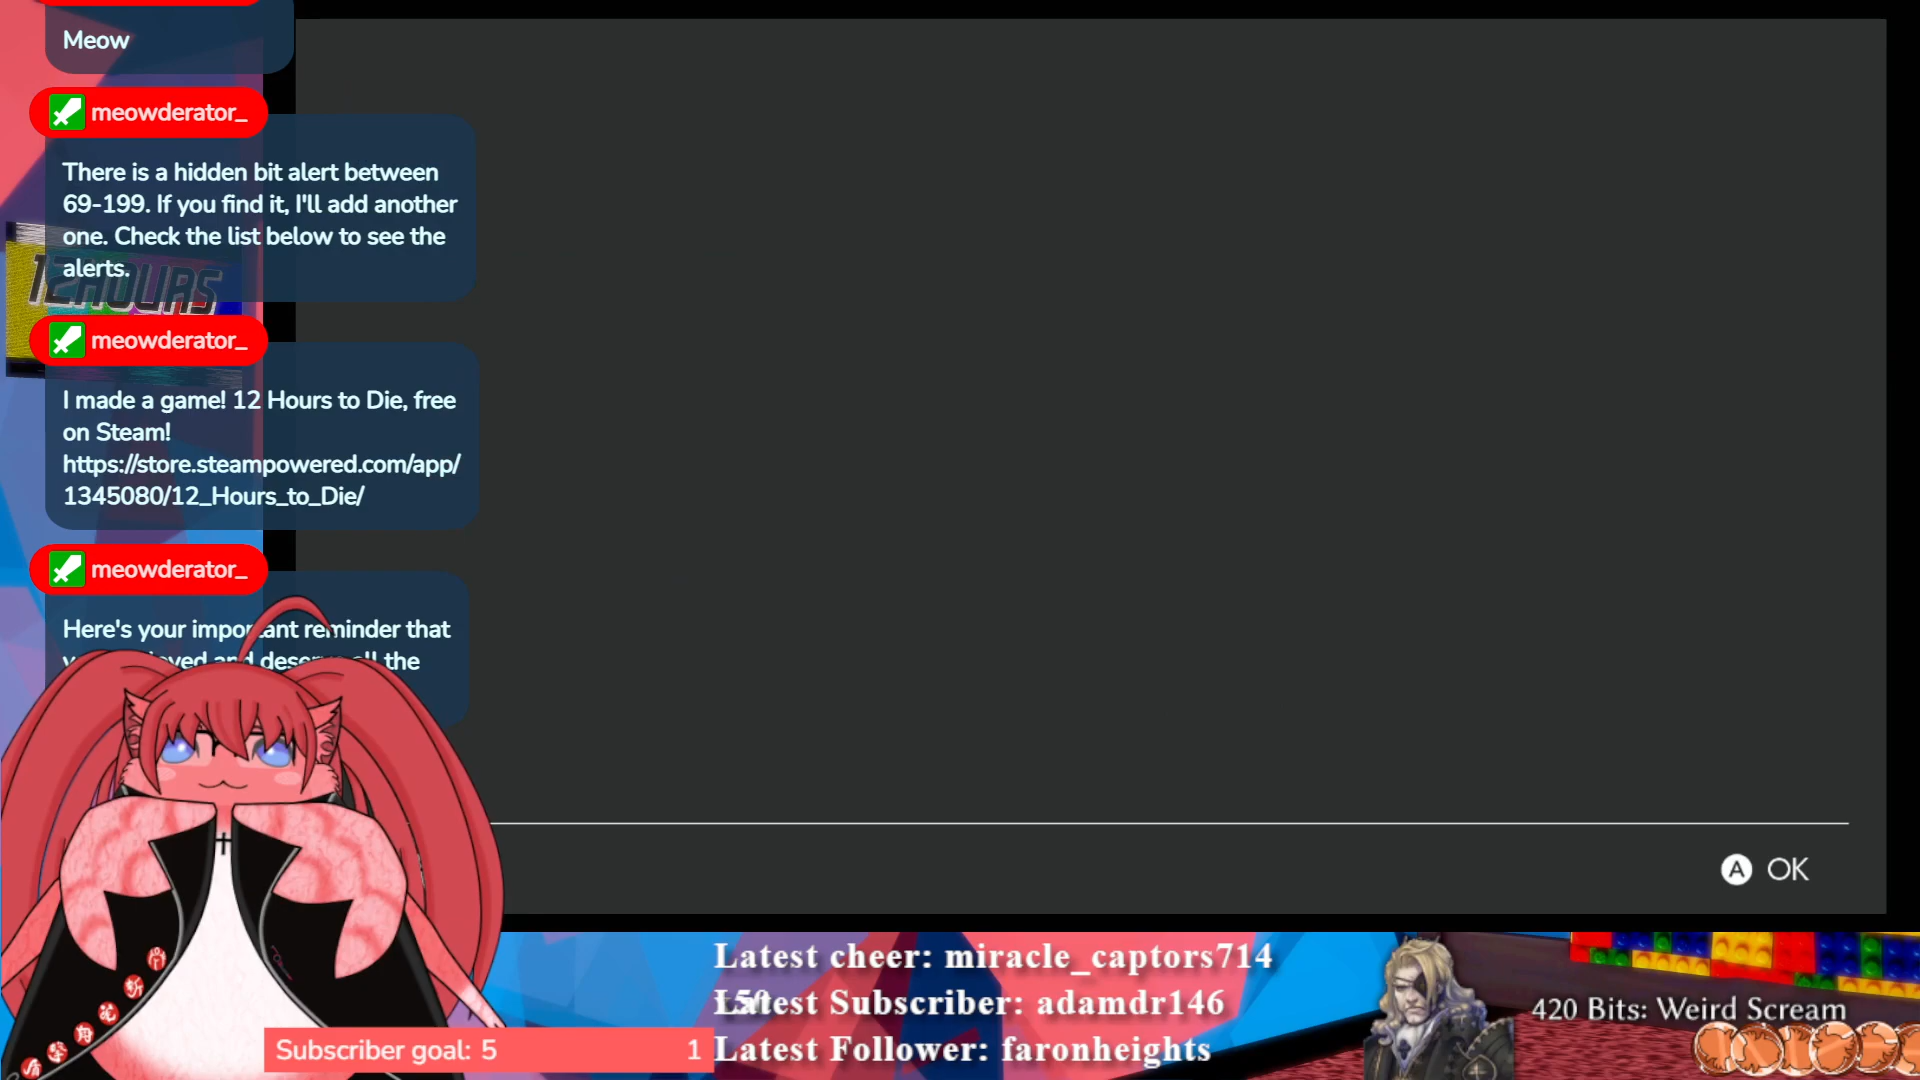 Meow
meowderator_
There is a hidden bit alert between
69-199. If you find it, I'll add another
one. Check the list below to see the
alerts.
12HOURS
meowderator_
I made a game! 12 Hours to Die, free
on Steam!
https://store.steampowered.com/app/
1345080/12_Hours_to_Die/
meowderator_
Here's your important reminder that
the
A OK
Latest cheer: miracle_captors714
Latest Subscriber: adamdr146
Latest Follower: faronheights
420 Bits: Weird Scream
Subscriber goal: 5 1